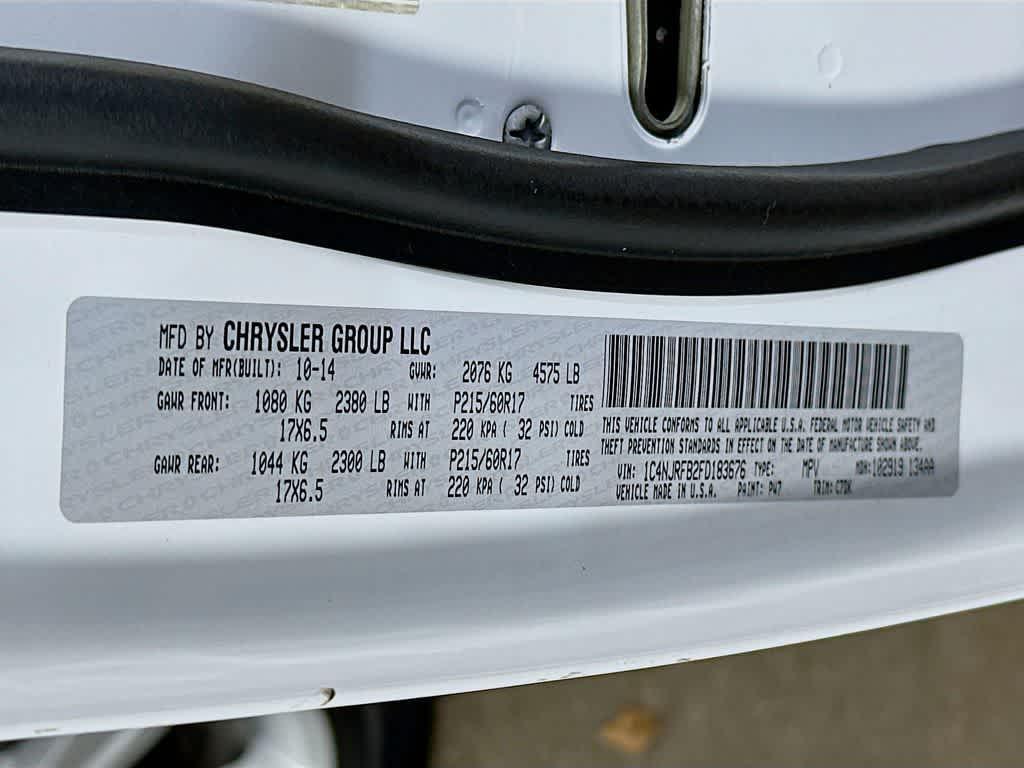 MFD BY CHRYSLER GROUP LLC
DATE OF MFR(BUILT): 10-14 GVWR: 2076 KG 4575 LB
GAWR FRONT: 1080 KG 2380 LB WITH P215/60R17 TIRES
17X6.5 RIMS AT 220 KPA ( 32 PSI) COLD
GAWR REAR: 1044 KG 2300 LB WITH P215/60R17 TIRES
17X6.5 RIMS AT 220 KPA ( 32 PSI) COLD
THIS VEHICLE CONFORMS TO ALL APPLICABLE U.S.A. FEDERAL MOTOR VEHICLE SAFETY AND
THEFT PREVENTION STANDARDS IN EFFECT ON THE DATE OF MANUFACTURE SHOWN ABOVE.
VIN: 1C4NJRFB2FD183676 TYPE: MPV MDH: 102919 134AA
VEHICLE MADE IN U.S.A. PAINT: PW7 TRIM: